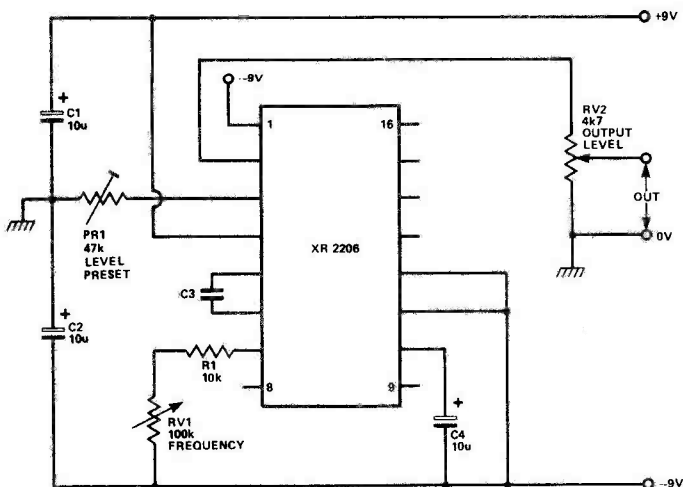 +9V
--9V
+
C1
10u
1
16
RV2
4k7
OUTPUT
LEVEL
OUT
PR1
47k
LEVEL
PRESET
XR 2206
0V
C3
+
C2
10u
R1
10k
8
9
RV1
100k
FREQUENCY
+
C4
10u
--9V